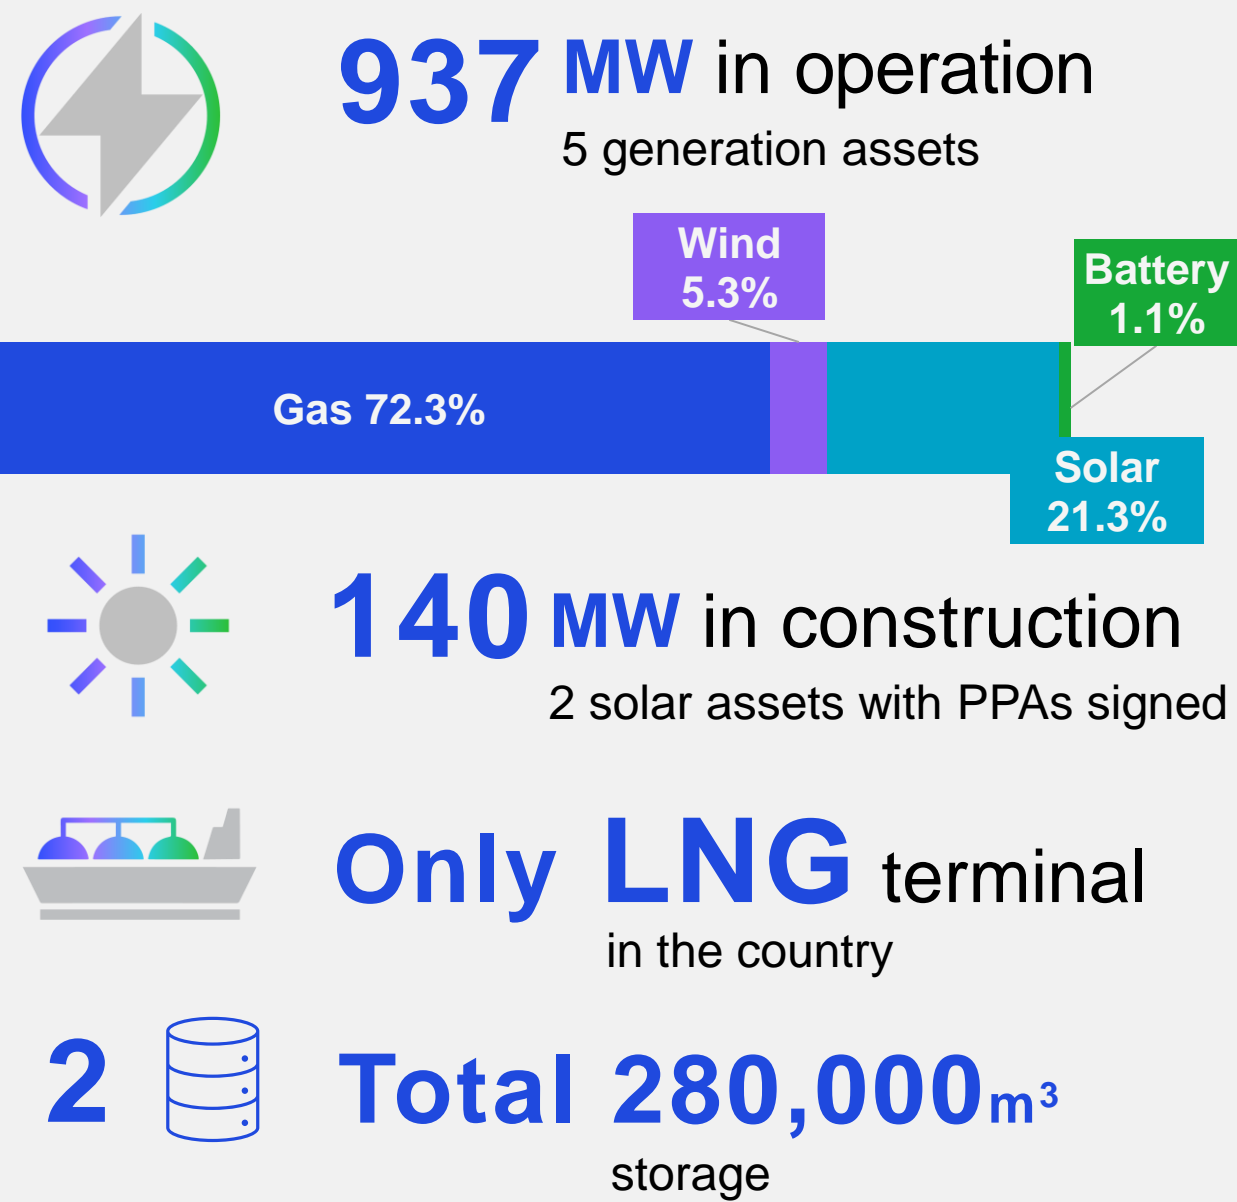 937 MW in operation
5 generation assets
Wind
5.3%
Battery
1.1%
Gas 72.3%
Solar
21.3%
140 MW in construction
2 solar assets with PPAs signed
Only LNG terminal
in the country
2 Total 280,000m³
storage